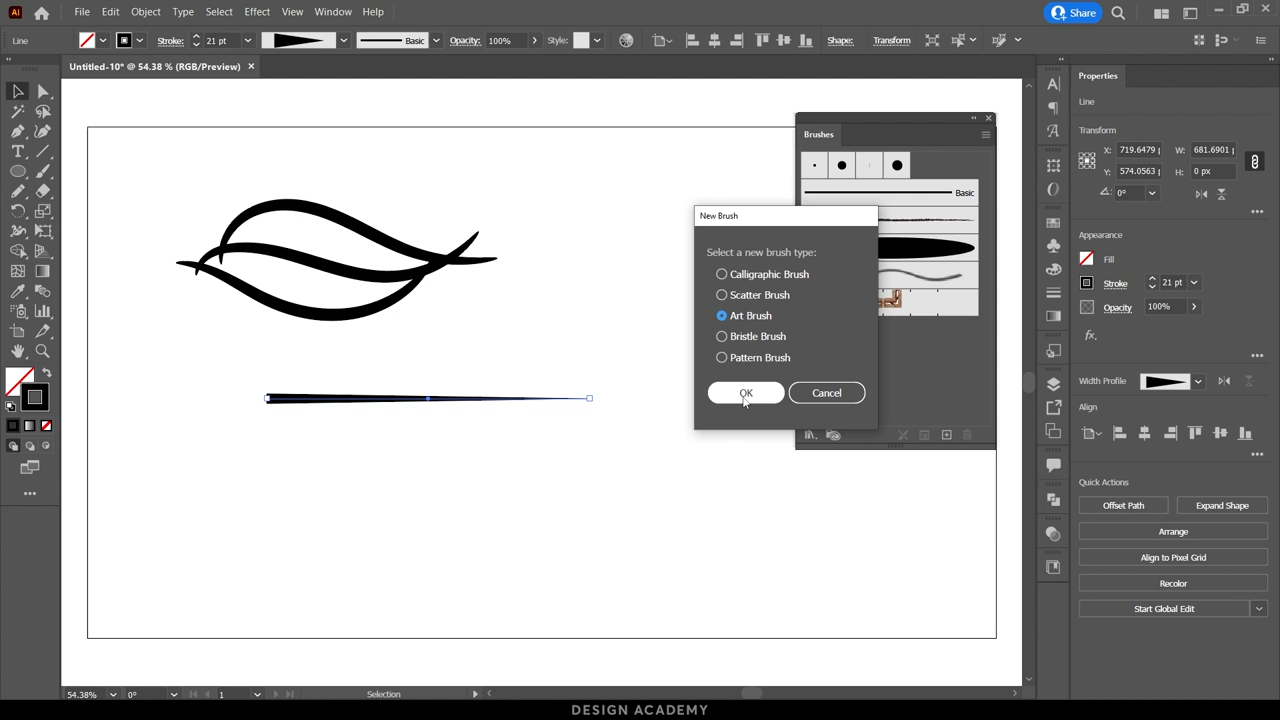 Ai File Edit Object Type Select Effect View Window Help Share
Line Stroke: 21 pt Basic Opacity: 100% Style: Shape: Transform
Untitled-10* @ 54.38 % (RGB/Preview) ×
Brushes
Basic
New Brush
Select a new brush type:
Calligraphic Brush
Scatter Brush
Art Brush
Bristle Brush
Pattern Brush
OK Cancel
Properties
Line
Transform
X: 719.6479 p W: 681.6901 p
Y: 574.0563 p H: 0 px
0°
Appearance
Fill
Stroke 21 pt
Opacity 100%
fx.
Width Profile
Align
Quick Actions
Offset Path Expand Shape
Arrange
Align to Pixel Grid
Recolor
Start Global Edit
54.38% 0° 1 Selection
DESIGN ACADEMY